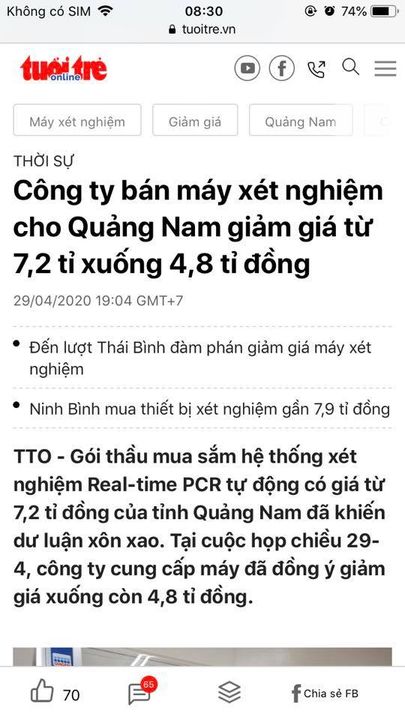 Không có SIM 08:30 74%
tuoitre.vn
tuổi trẻ
online
Máy xét nghiệm Giảm giá Quảng Nam
THỜI SỰ
Công ty bán máy xét nghiệm
cho Quảng Nam giảm giá từ
7,2 tỉ xuống 4,8 tỉ đồng
29/04/2020 19:04 GMT+7
Đến lượt Thái Bình đàm phán giảm giá máy xét
nghiệm
Ninh Bình mua thiết bị xét nghiệm gần 7,9 tỉ đồng
TTO - Gói thầu mua sắm hệ thống xét
nghiệm Real-time PCR tự động có giá từ
7,2 tỉ đồng của tỉnh Quảng Nam đã khiến
dư luận xôn xao. Tại cuộc họp chiều 29-
4, công ty cung cấp máy đã đồng ý giảm
giá xuống còn 4,8 tỉ đồng.
70 65 Chia sẻ FB